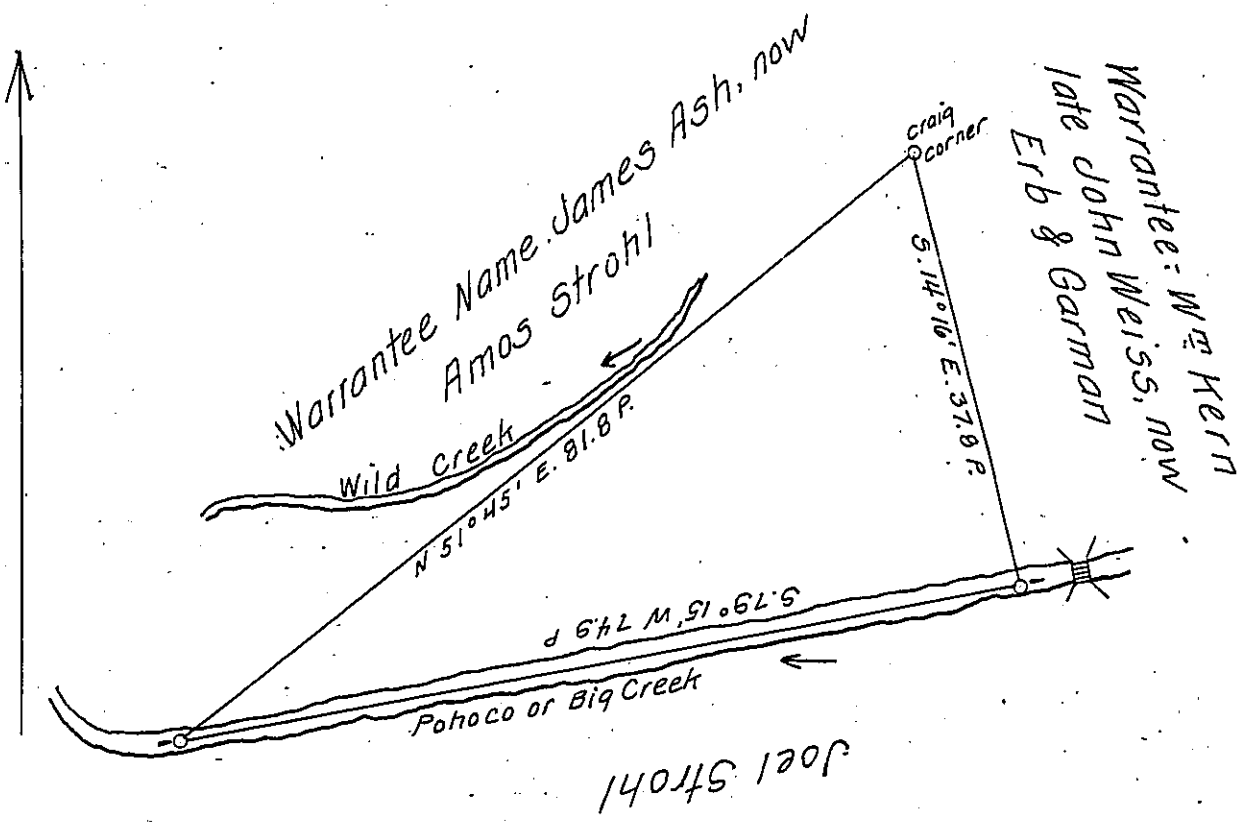 Warrantee Name James Ash, now
Amos Strohl
Warrantee= Wm Kern
late John Weiss, now
Erb & Garman
craig
corner
S. 14° 16' E. 37.8 P.
Wild Creek
N 51° 45' E. 81.8 P.
S. 79° 15' W 74.9 P
Pohoco or Big Creek
Joel Strohl